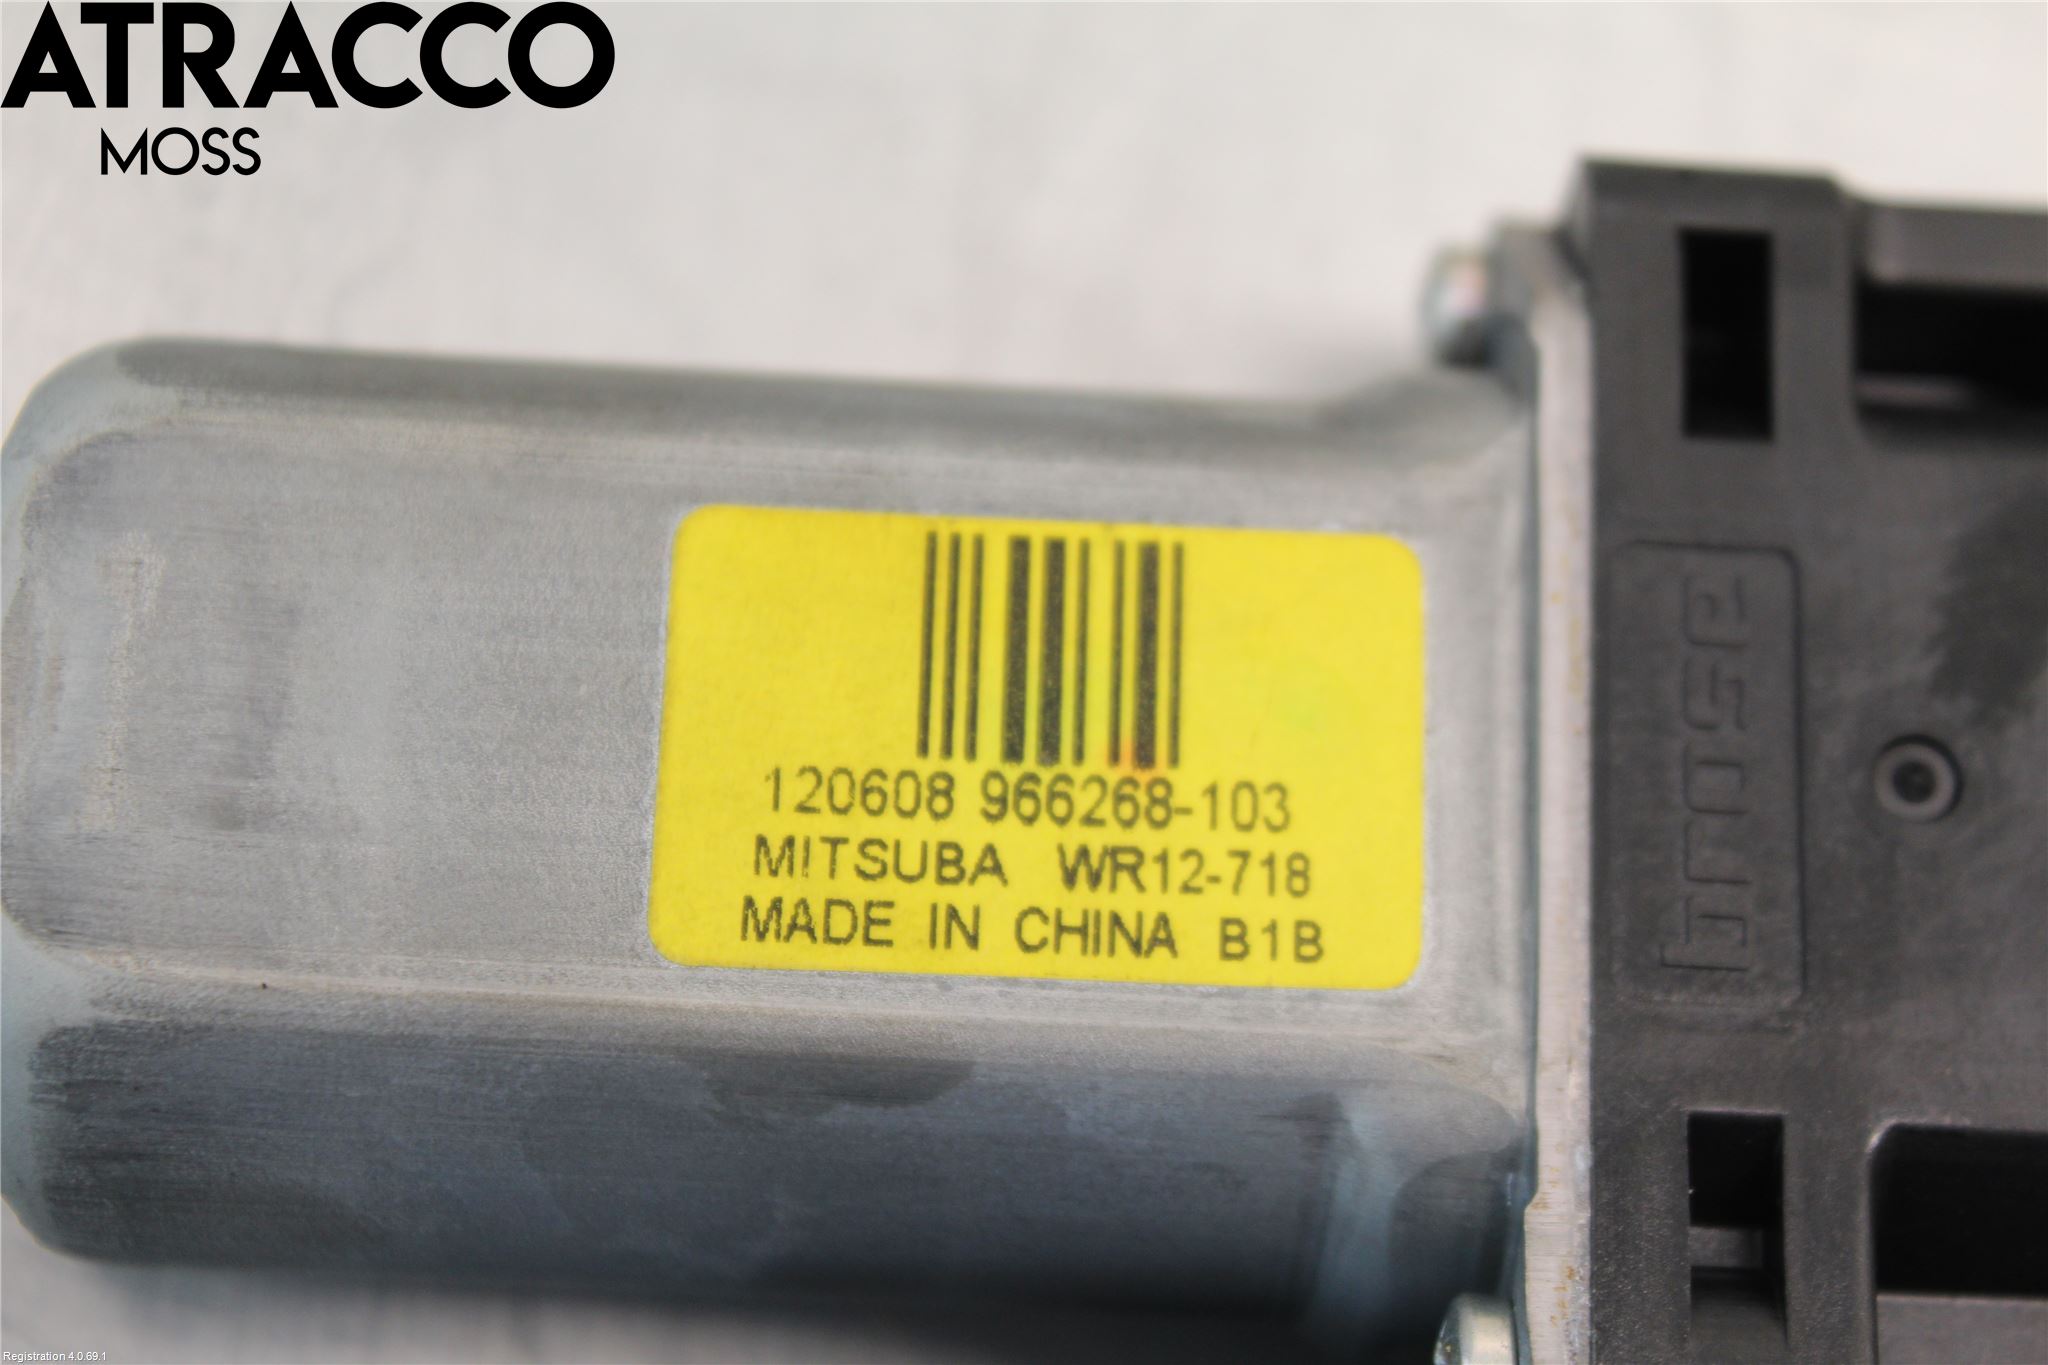 ATRACCO
MOSS
120608 966268-103
MITSUBA WR12-718
MADE IN CHINA B1B
brose
Registration 4.0.69.1